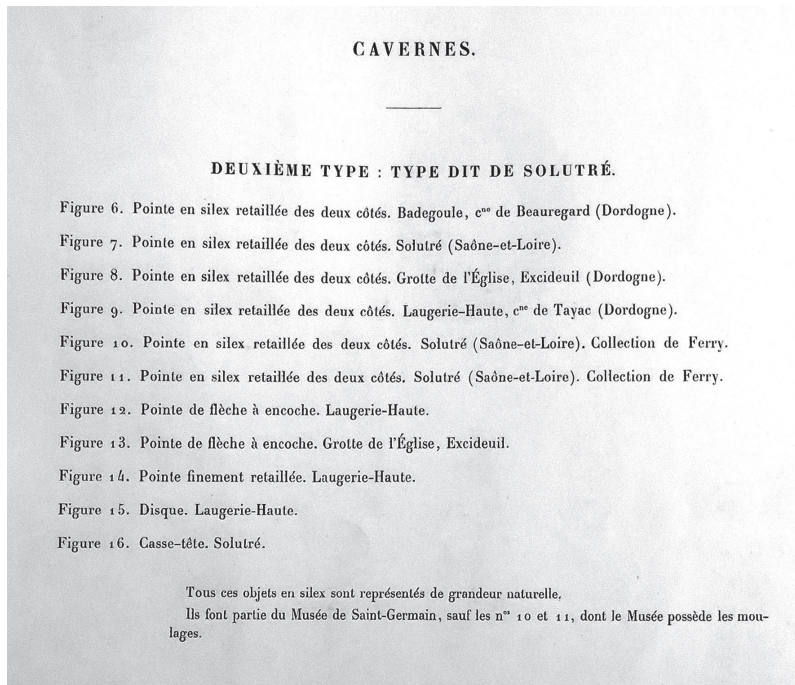 CAVERNES.
DEUXIÈME TYPE : TYPE DIT DE SOLUTRÉ.
Figure 6. Pointe en silex retaillée des deux côtés. Badegoule, cⁿᵉ de Beauregard (Dordogne).
Figure 7. Pointe en silex retaillée des deux côtés. Solutré (Saône-et-Loire).
Figure 8. Pointe en silex retaillée des deux côtés. Grotte de l'Église, Excideuil (Dordogne).
Figure 9. Pointe en silex retaillée des deux côtés. Laugerie-Haute, cⁿᵉ de Tayac (Dordogne).
Figure 10. Pointe en silex retaillée des deux côtés. Solutré (Saône-et-Loire). Collection de Ferry.
Figure 11. Pointe en silex retaillée des deux côtés. Solutré (Saône-et-Loire). Collection de Ferry.
Figure 12. Pointe de flèche à encoche. Laugerie-Haute.
Figure 13. Pointe de flèche à encoche. Grotte de l'Église, Excideuil.
Figure 14. Pointe finement retaillée. Laugerie-Haute.
Figure 15. Disque. Laugerie-Haute.
Figure 16. Casse-tête. Solutré.
Tous ces objets en silex sont représentés de grandeur naturelle.
Ils font partie du Musée de Saint-Germain, sauf les nᵒˢ 10 et 11, dont le Musée possède les mou-
lages.